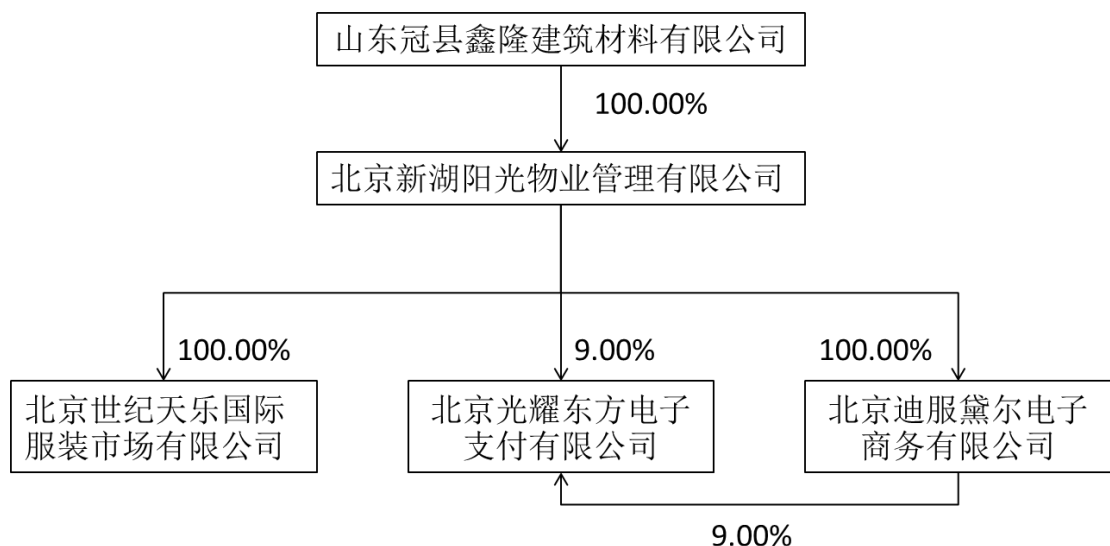 山东冠县鑫隆建筑材料有限公司
100.00%
北京新湖阳光物业管理有限公司
100.00%
9.00%
100.00%
北京世纪天乐国际
服装市场有限公司
北京光耀东方电子
支付有限公司
北京迪服黛尔电子
商务有限公司
9.00%